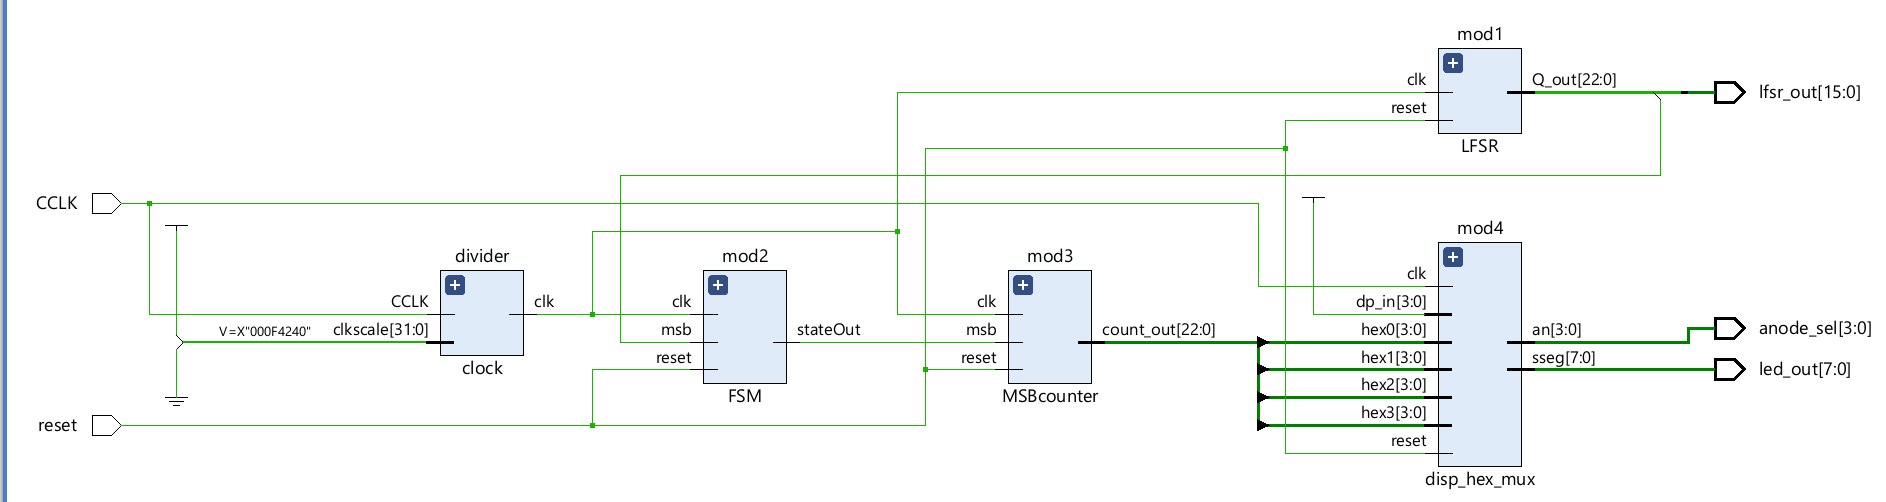 mod1
clk
reset
Q_out[22:0]
LFSR
lfsr_out[15:0]
CCLK
divider
CCLK
V=X"000F4240"
clkscale[31:0]
clk
clock
mod2
clk
msb
reset
stateOut
FSM
mod3
clk
msb
reset
count_out[22:0]
MSBcounter
mod4
clk
dp_in[3:0]
hex0[3:0]
hex1[3:0]
hex2[3:0]
hex3[3:0]
reset
an[3:0]
sseg[7:0]
disp_hex_mux
anode_sel[3:0]
led_out[7:0]
reset